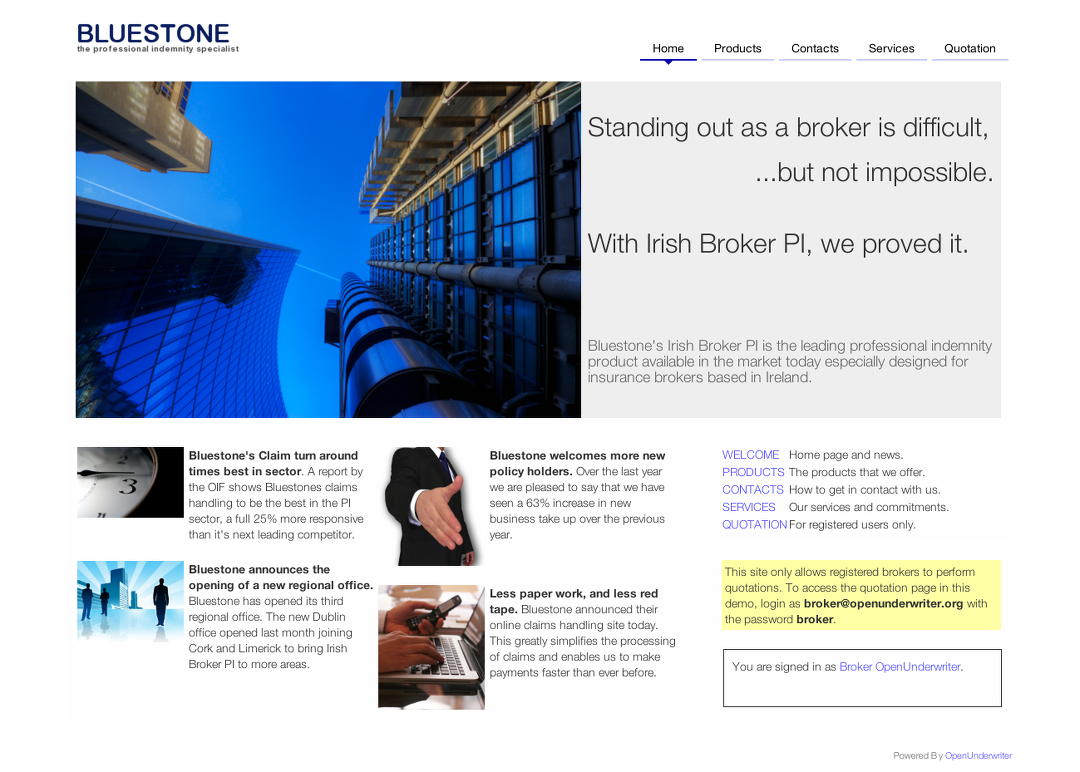 BLUESTONE
the professional indemnity specialist
Home Products Contacts Services Quotation
Standing out as a broker is difficult,
...but not impossible.
With Irish Broker PI, we proved it.
Bluestone's Irish Broker PI is the leading professional indemnity
product available in the market today especially designed for
insurance brokers based in Ireland.
Bluestone's Claim turn around
times best in sector. A report by
the OIF shows Bluestones claims
handling to be the best in the PI
sector, a full 25% more responsive
than it's next leading competitor.
Bluestone announces the
opening of a new regional office.
Bluestone has opened its third
regional office. The new Dublin
office opened last month joining
Cork and Limerick to bring Irish
Broker PI to more areas.
Bluestone welcomes more new
policy holders. Over the last year
we are pleased to say that we have
seen a 63% increase in new
business take up over the previous
year.
Less paper work, and less red
tape. Bluestone announced their
online claims handling site today.
This greatly simplifies the processing
of claims and enables us to make
payments faster than ever before.
WELCOME Home page and news.
PRODUCTS The products that we offer.
CONTACTS How to get in contact with us.
SERVICES Our services and commitments.
QUOTATION For registered users only.
This site only allows registered brokers to perform
quotations. To access the quotation page in this
demo, login as broker@openunderwriter.org with
the password broker.
You are signed in as Broker OpenUnderwriter.
Powered By OpenUnderwriter
3